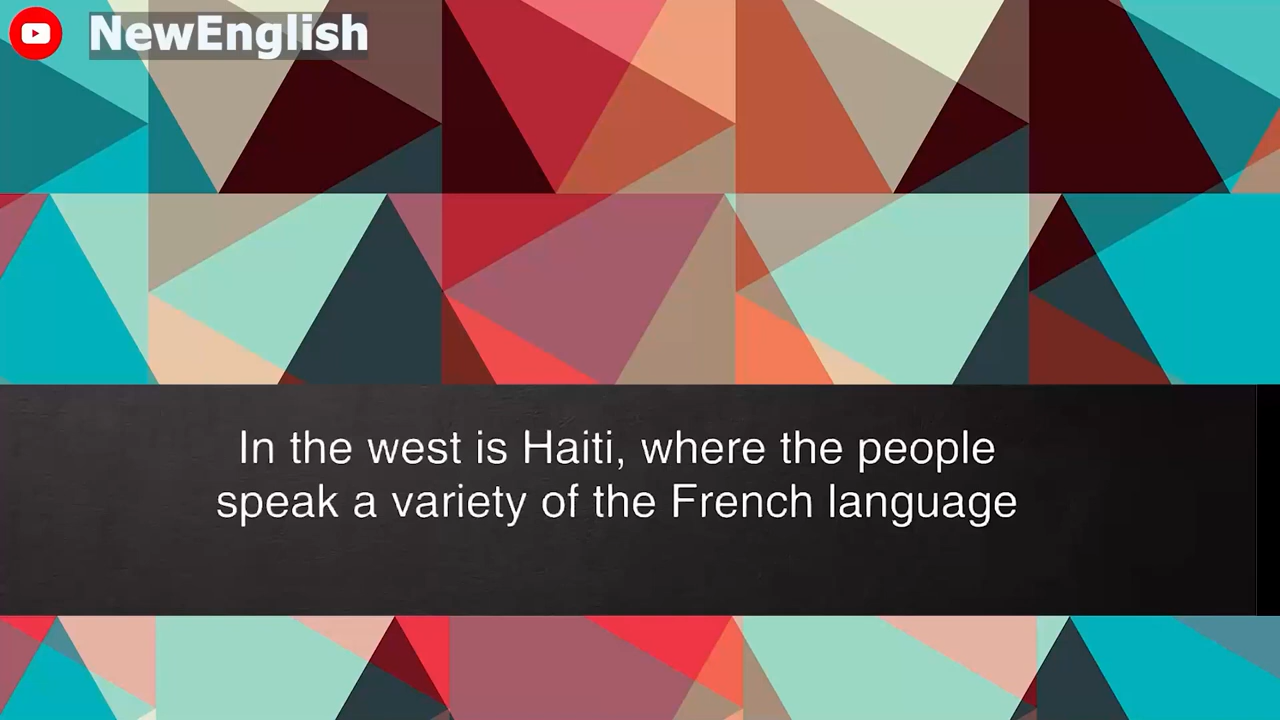 NewEnglish
In the west is Haiti, where the people
speak a variety of the French language